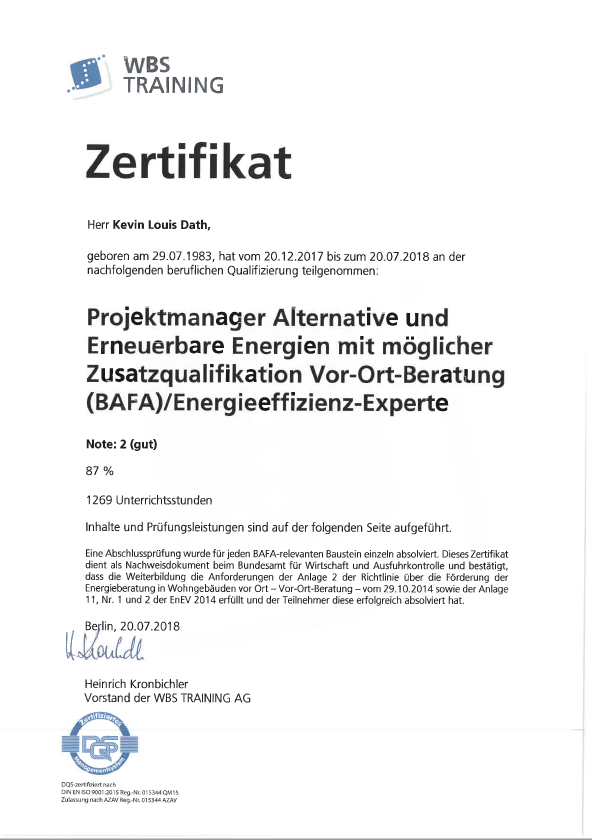 WBS
TRAINING
Zertifikat
Herr Kevin Louis Dath,
geboren am 29.07.1983, hat vom 20.12.2017 bis zum 20.07.2018 an der
nachfolgenden beruflichen Qualifizierung teilgenommen:
Projektmanager Alternative und
Erneuerbare Energien mit möglicher
Zusatzqualifikation Vor-Ort-Beratung
(BAFA)/Energieeffizienz-Experte
Note: 2 (gut)
87 %
1269 Unterrichtsstunden
Inhalte und Prüfungsleistungen sind auf der folgenden Seite aufgeführt.
Eine Abschlussprüfung wurde für jeden BAFA-relevanten Baustein einzeln absolviert. Dieses Zertifikat
dient als Nachweisdokument beim Bundesamt für Wirtschaft und Ausfuhrkontrolle und bestätigt,
dass die Weiterbildung die Anforderungen der Anlage 2 der Richtlinie über die Förderung der
Energieberatung in Wohngebäuden vor Ort – Vor-Ort-Beratung – vom 29.10.2014 sowie der Anlage
11, Nr. 1 und 2 der EnEV 2014 erfüllt und der Teilnehmer diese erfolgreich absolviert hat.
Berlin, 20.07.2018
Heinrich Kronbichler
Vorstand der WBS TRAINING AG
Zertifiziertes
DQS
Managementsystem
DQS-zertifiziert nach
DIN EN ISO 9001:2015 Reg.-Nr. 015344 QM15
Zulassung nach AZAV Reg.-Nr. 015344 AZAV